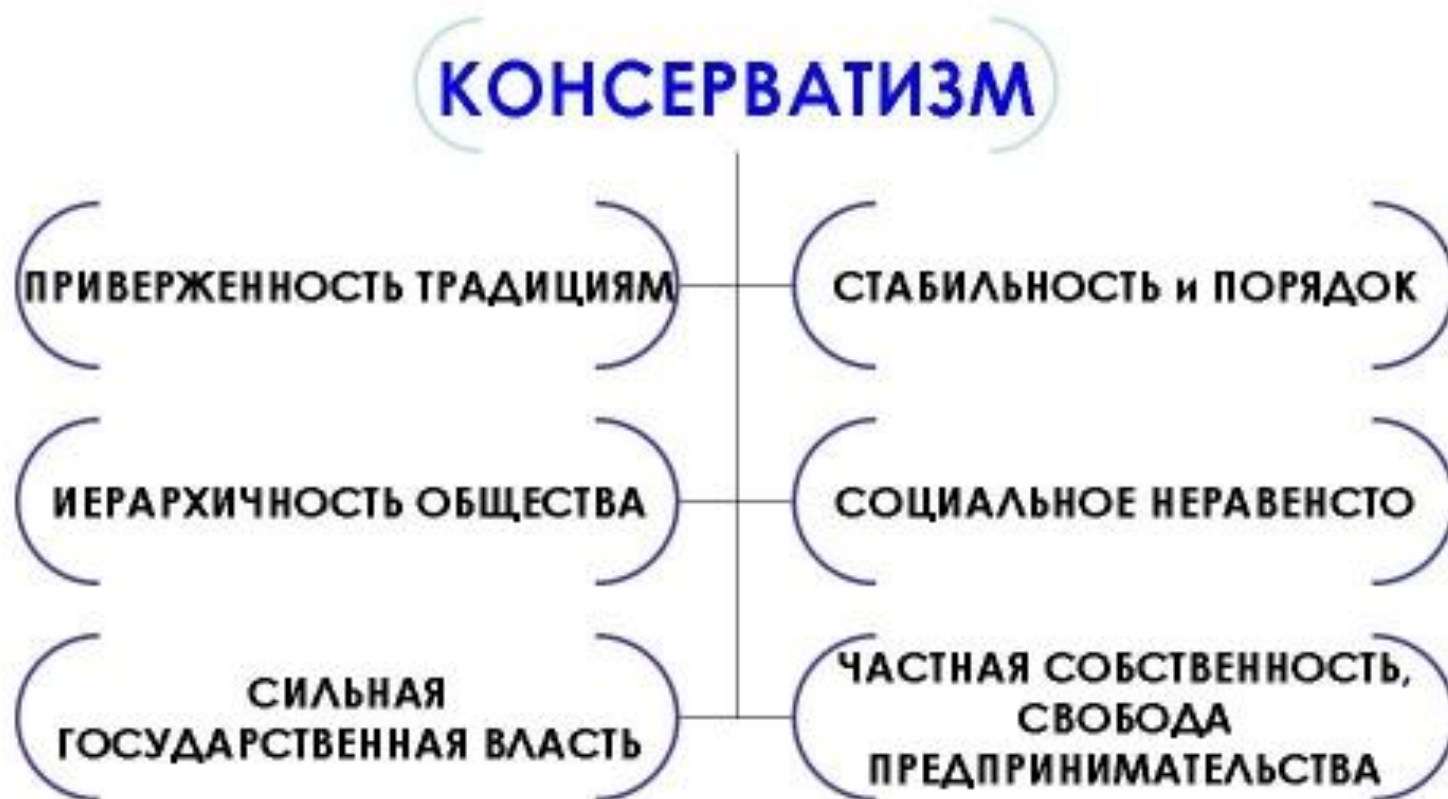 КОНСЕРВАТИЗМ
ПРИВЕРЖЕННОСТЬ ТРАДИЦИЯМ
СТАБИЛЬНОСТЬ и ПОРЯДОК
ИЕРАРХИЧНОСТЬ ОБЩЕСТВА
СОЦИАЛЬНОЕ НЕРАВЕНСТО
СИЛЬНАЯ
ГОСУДАРСТВЕННАЯ ВЛАСТЬ
ЧАСТНАЯ СОБСТВЕННОСТЬ,
СВОБОДА
ПРЕДПРИНИМАТЕЛЬСТВА